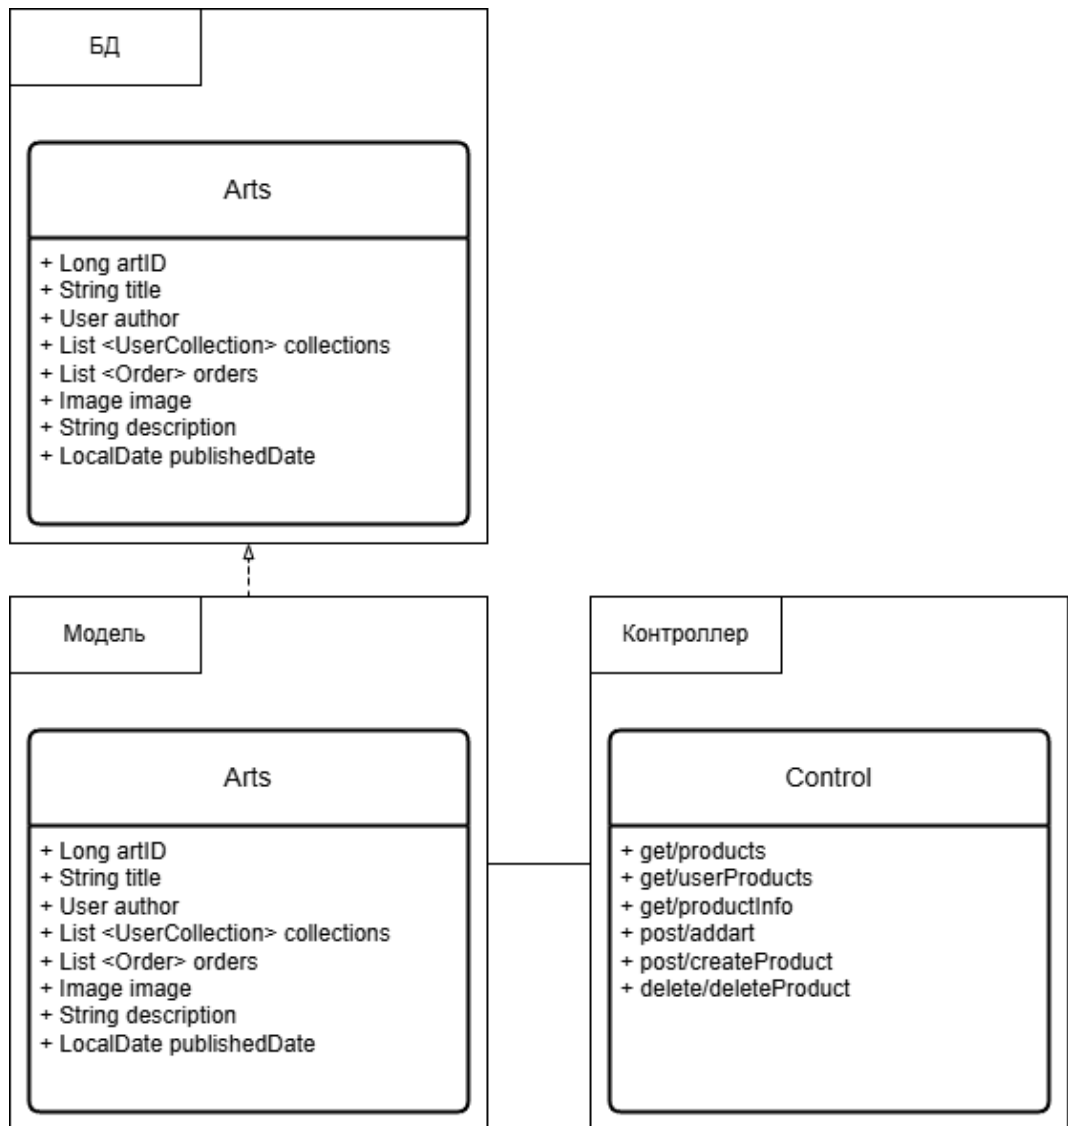 БД
Arts
+ Long artID
+ String title
+ User author
+ List <UserCollection> collections
+ List <Order> orders
+ Image image
+ String description
+ LocalDate publishedDate
Модель
Arts
+ Long artID
+ String title
+ User author
+ List <UserCollection> collections
+ List <Order> orders
+ Image image
+ String description
+ LocalDate publishedDate
Контроллер
Control
+ get/products
+ get/userProducts
+ get/productInfo
+ post/addart
+ post/createProduct
+ delete/deleteProduct